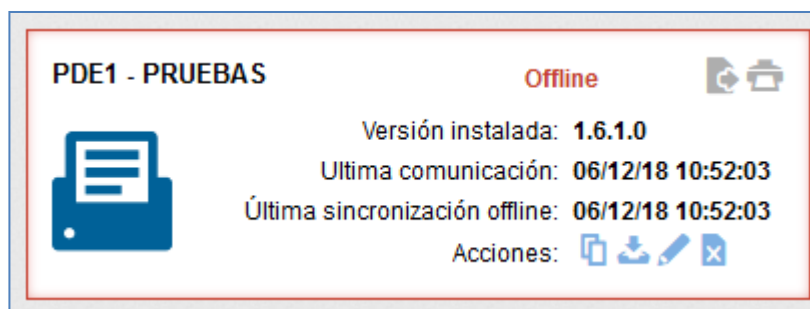 PDE1 - PRUEBAS Offline
Versión instalada: 1.6.1.0
Ultima comunicación: 06/12/18 10:52:03
Última sincronización offline: 06/12/18 10:52:03
Acciones: